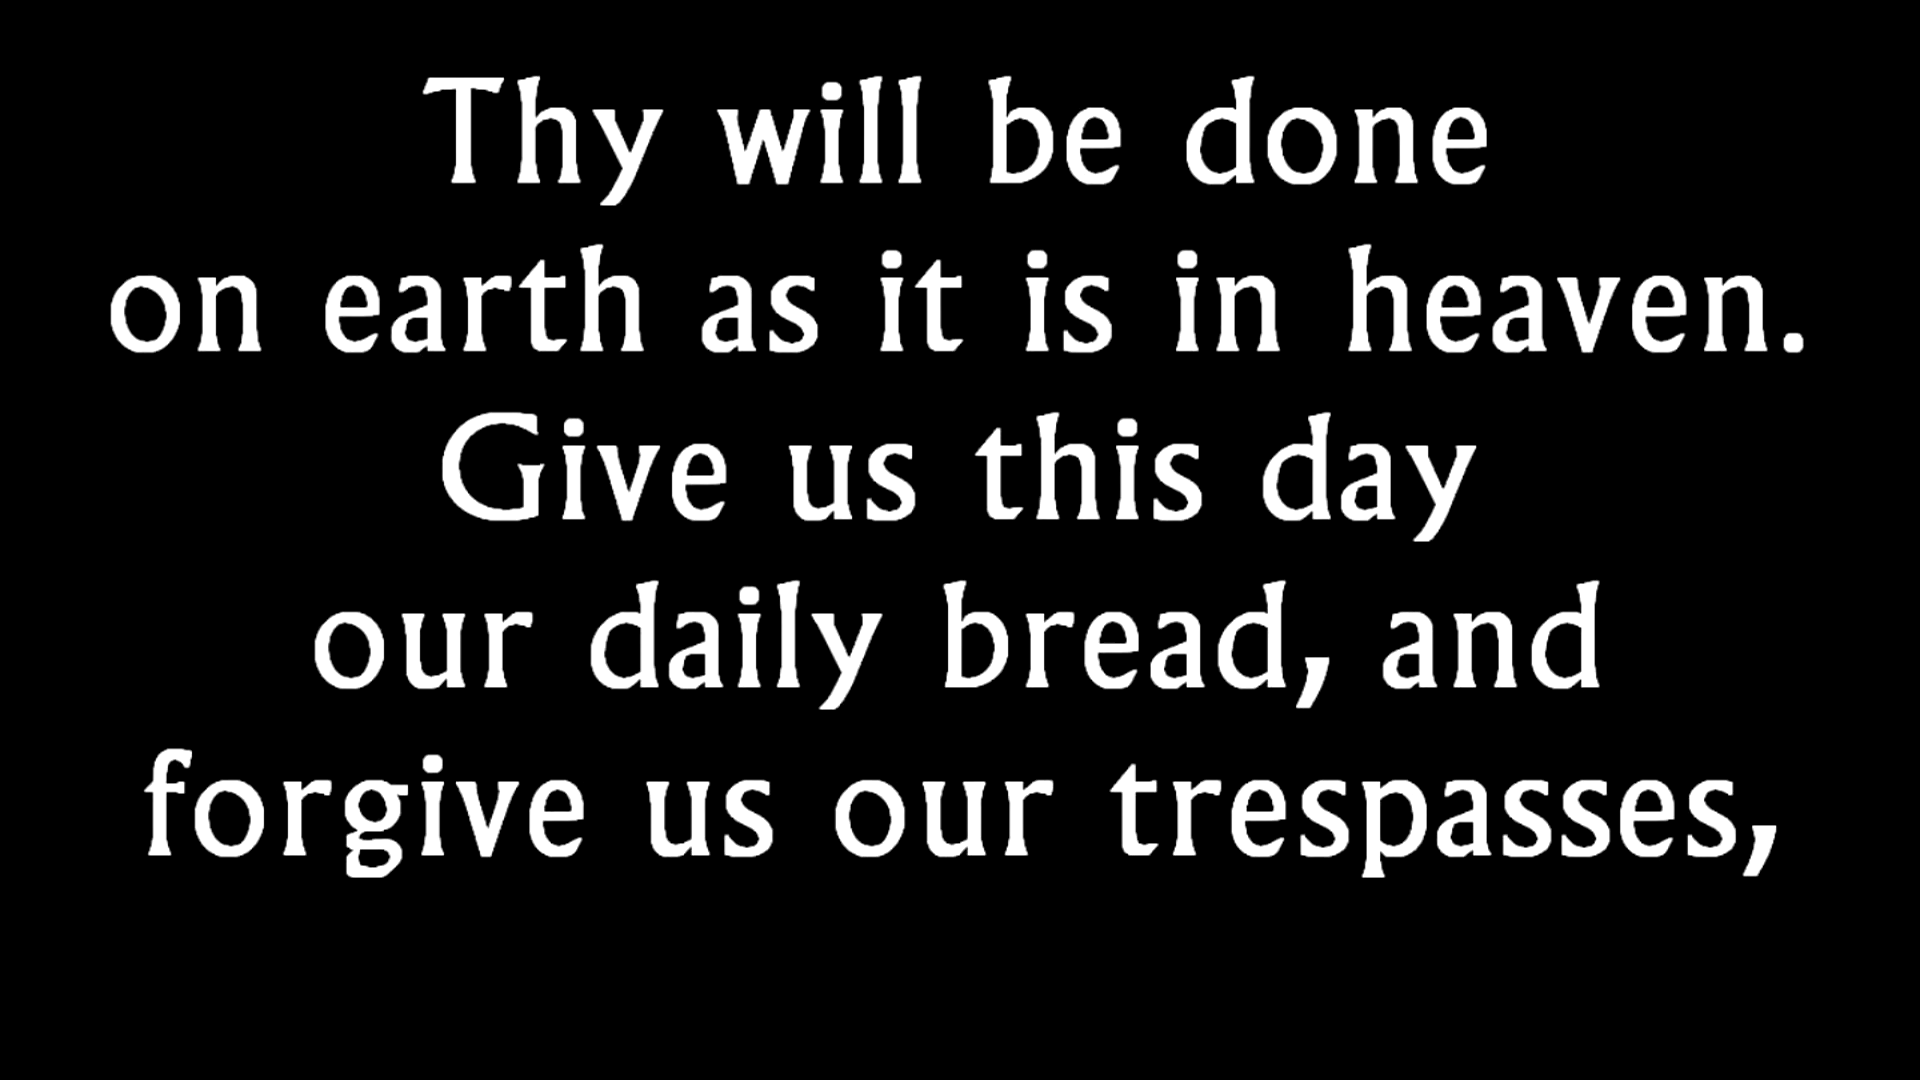 Thy will be done
on earth as it is in heaven.
Give us this day
our daily bread, and
forgive us our trespasses,